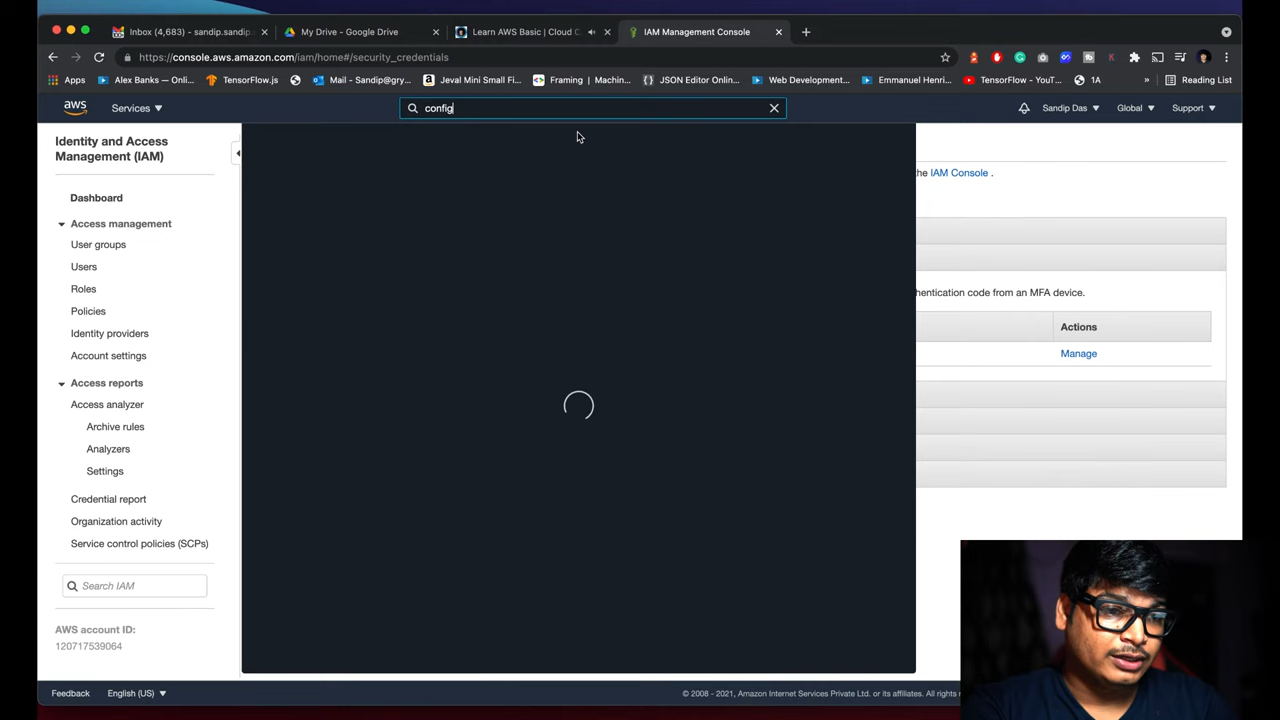 Inbox (4,683) - sandip.sandip.
My Drive - Google Drive
Learn AWS Basic | Cloud C
IAM Management Console
https://console.aws.amazon.com/iam/home#/security_credentials
Apps
Alex Banks — Onli...
TensorFlow.js
Mail - Sandip@gry...
Jeval Mini Small Fi...
Framing | Machin...
JSON Editor Onlin...
Web Development...
Emmanuel Henri...
TensorFlow - YouT...
1A
»
Reading List
aws
Services
config
Sandip Das
Global
Support
Identity and Access
Management (IAM)
the IAM Console .
Dashboard
Access management
User groups
Users
Roles
hentication code from an MFA device.
Policies
Actions
Identity providers
Manage
Account settings
Access reports
Access analyzer
Archive rules
Analyzers
Settings
Credential report
Organization activity
Service control policies (SCPs)
Search IAM
AWS account ID:
120717539064
Feedback
English (US)
© 2008 - 2021, Amazon Internet Services Private Ltd. or its affiliates. All rights